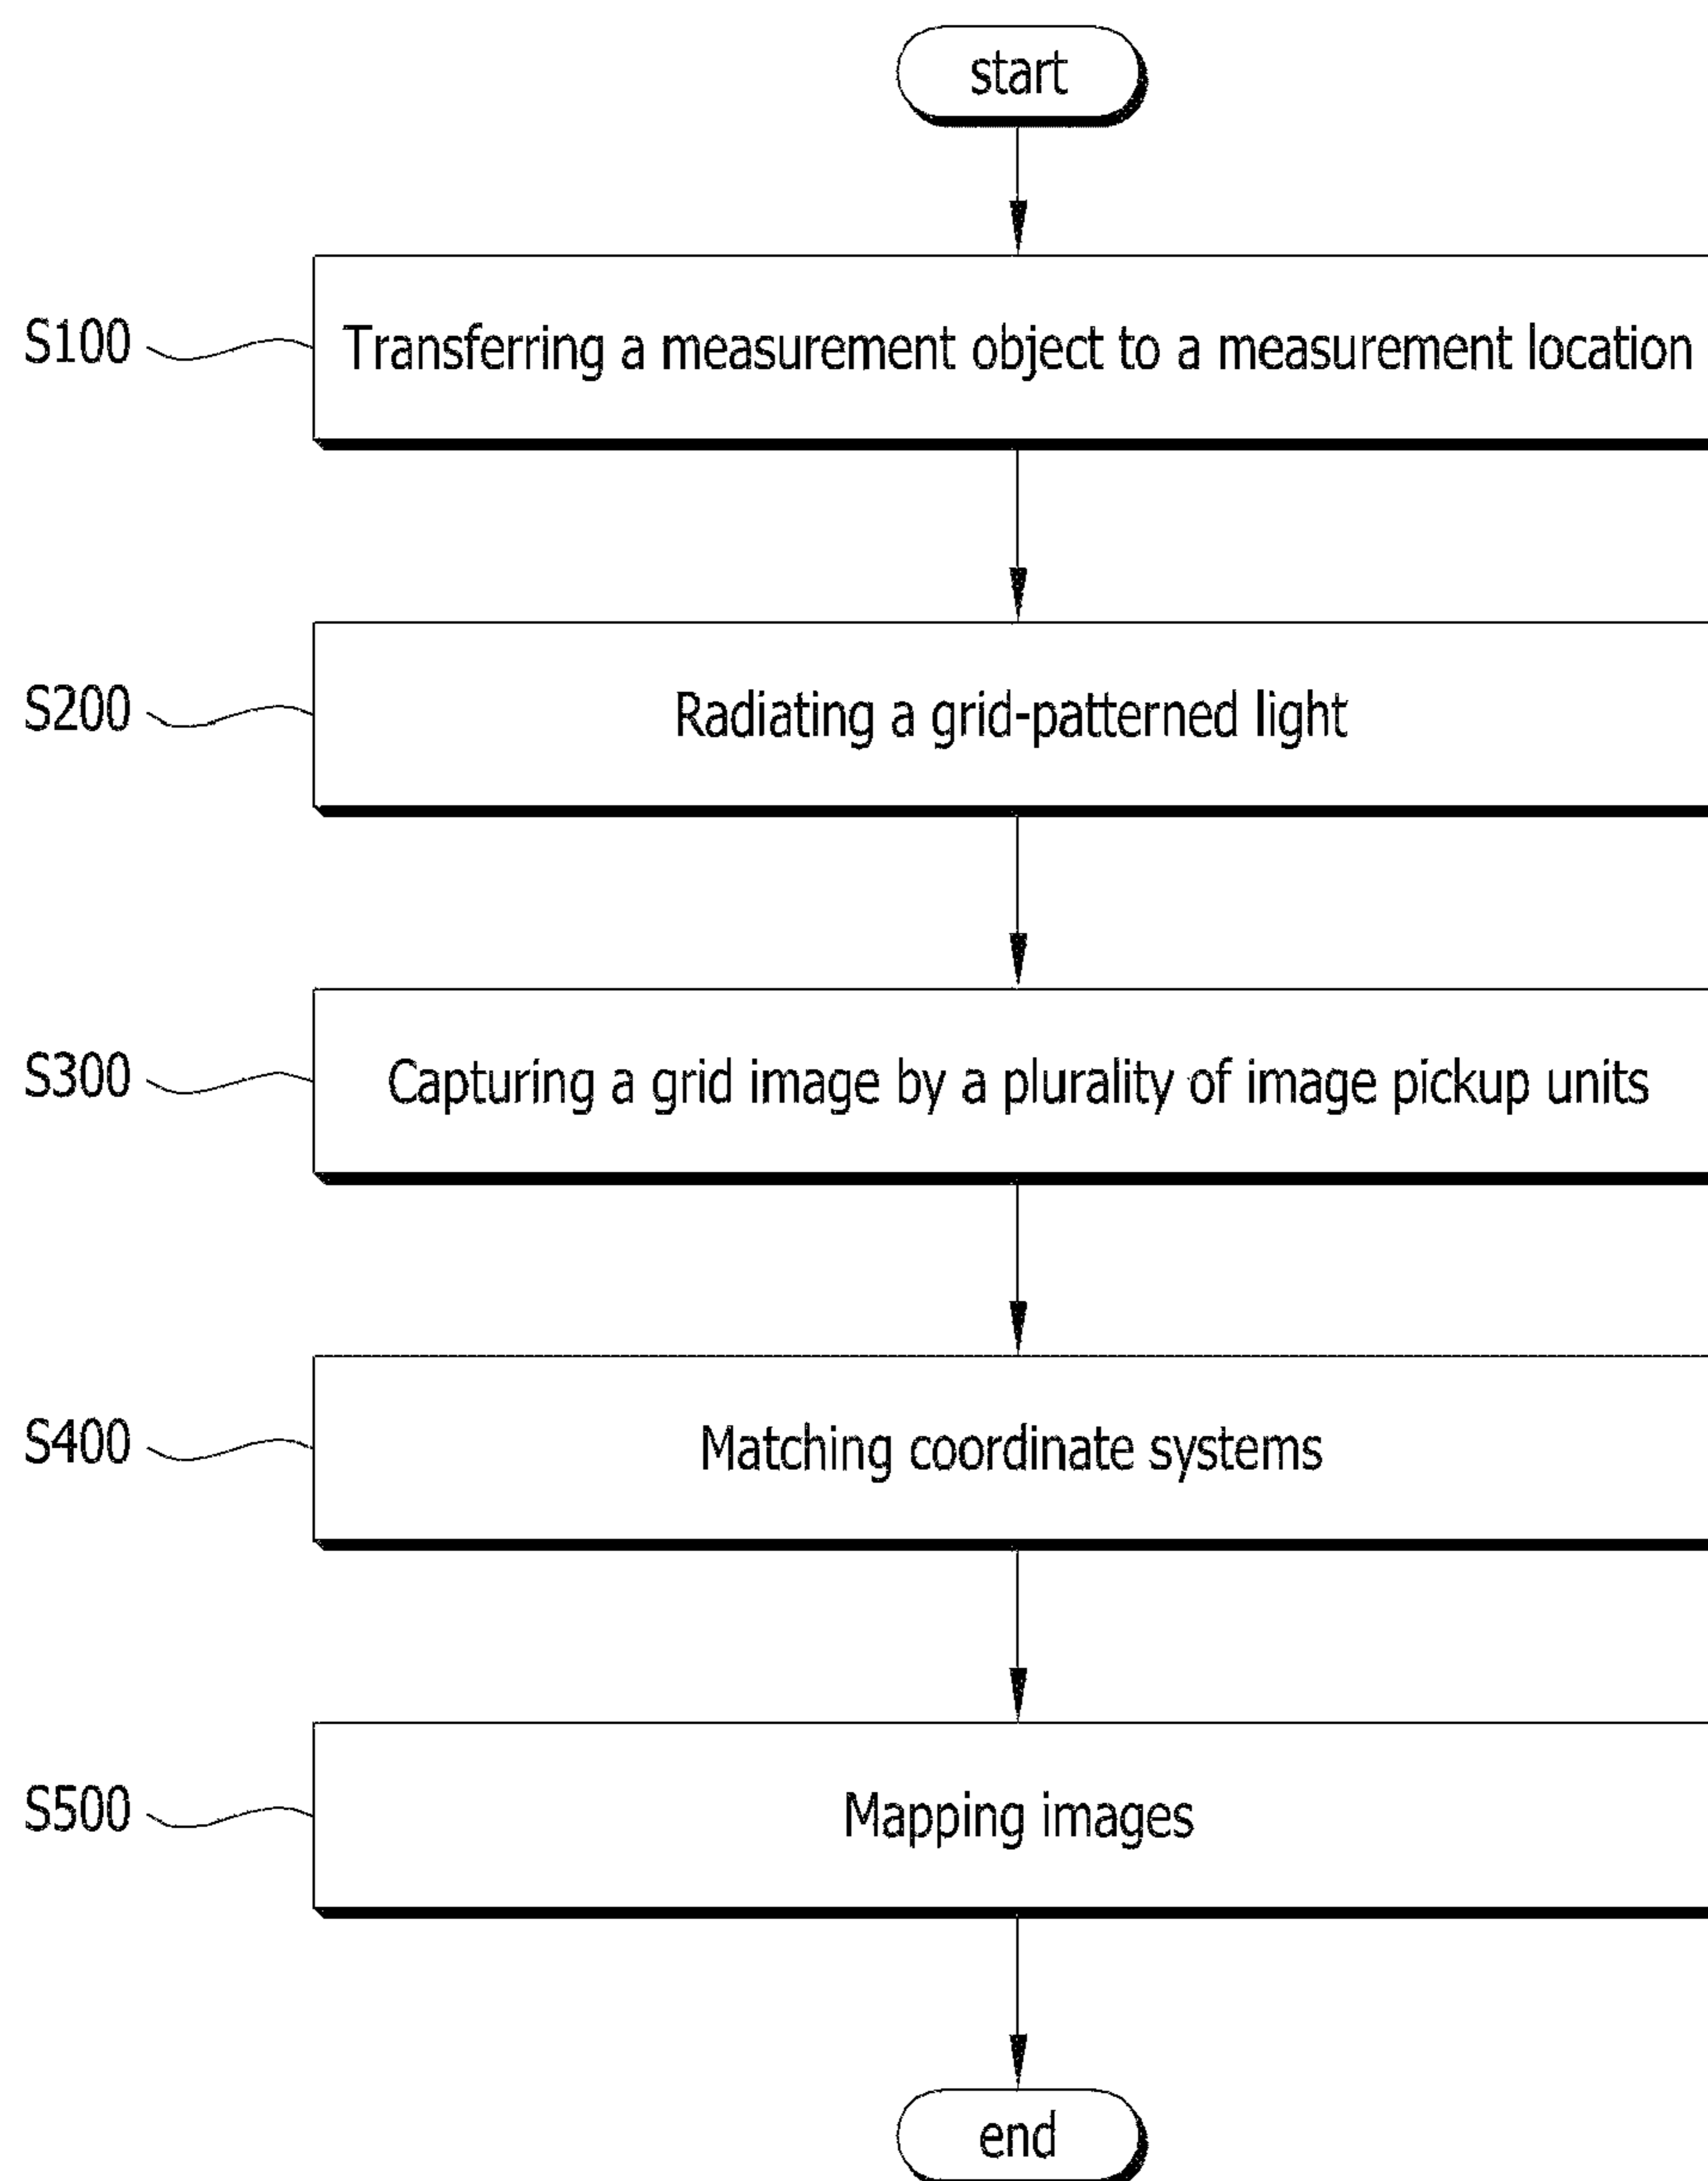 start
S100 Transferring a measurement object to a measurement location
S200 Radiating a grid-patterned light
S300 Capturing a grid image by a plurality of image pickup units
S400 Matching coordinate systems
S500 Mapping images
end